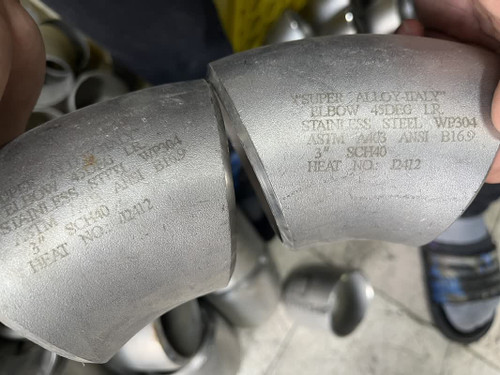 ELBOW 45DEG LR.
STAINLESS STEEL WP304
ASTM ANSI B16.9
3" SCH40
HEAT NO.: J2412
"SUPER ALLOY-ITALY"
ELBOW 45DEG LR.
STAINLESS STEEL WP304
ASTM A403 ANSI B16.9
3" SCH40
HEAT NO.: J2412